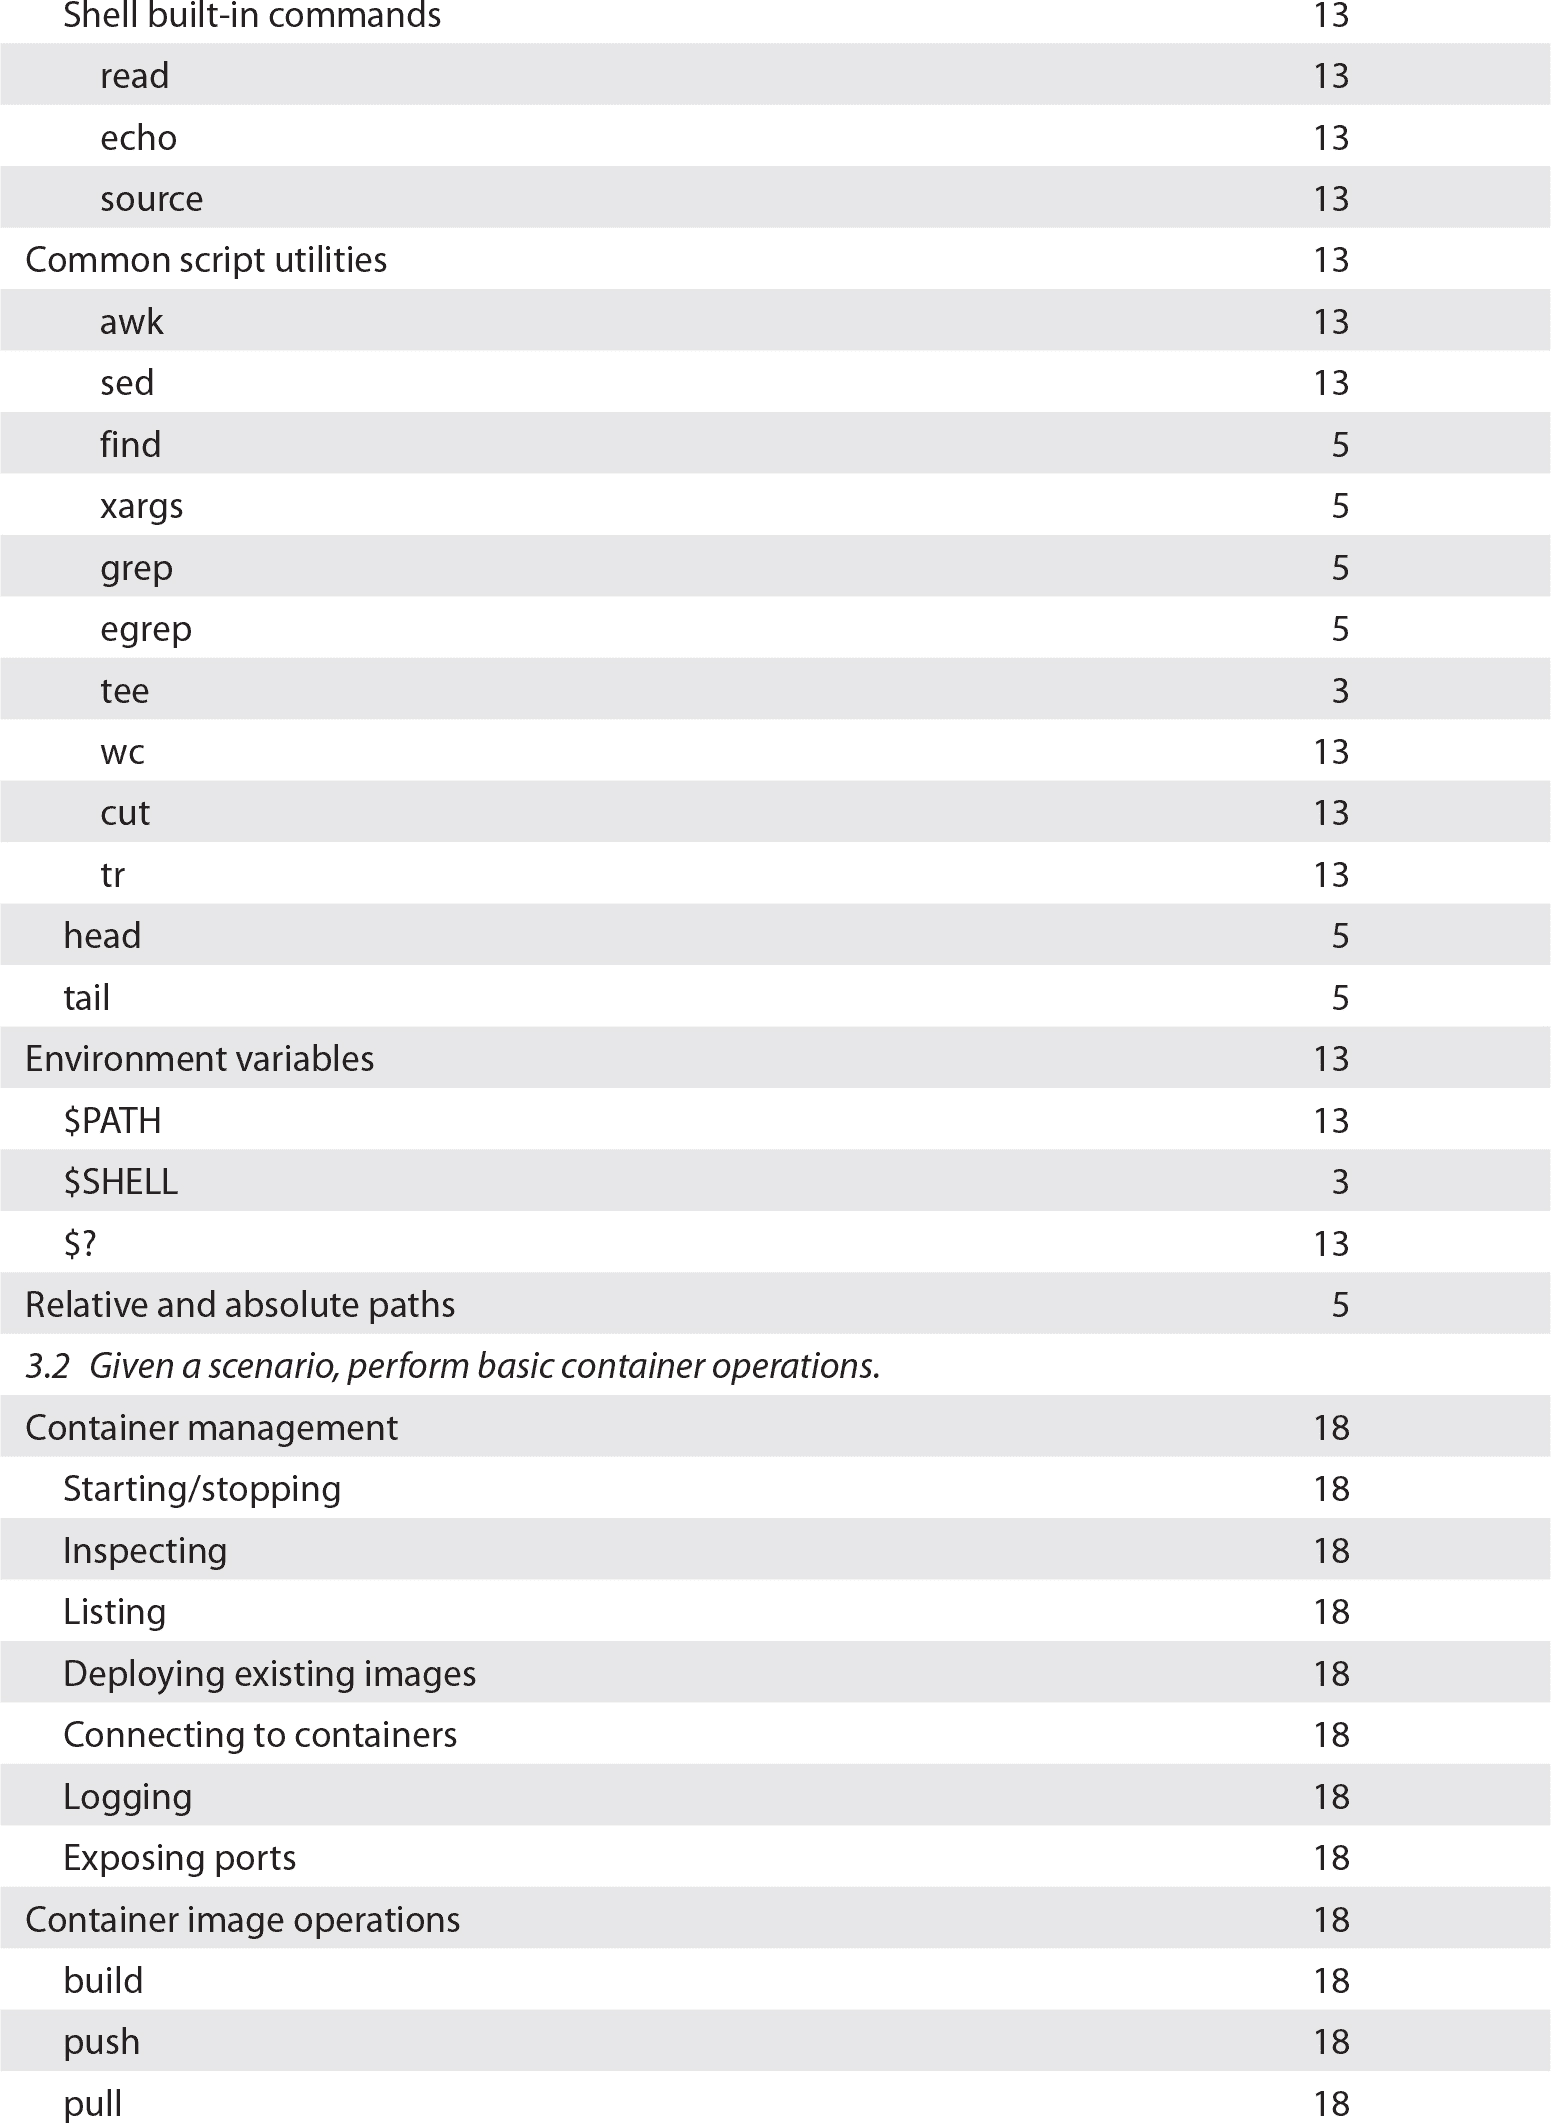 Shell built-in commands 13
read 13
echo 13
source 13
Common script utilities 13
awk 13
sed 13
find 5
xargs 5
grep 5
egrep 5
tee 3
wc 13
cut 13
tr 13
head 5
tail 5
Environment variables 13
$PATH 13
$SHELL 3
$? 13
Relative and absolute paths 5
3.2 Given a scenario, perform basic container operations.
Container management 18
Starting/stopping 18
Inspecting 18
Listing 18
Deploying existing images 18
Connecting to containers 18
Logging 18
Exposing ports 18
Container image operations 18
build 18
push 18
pull 18